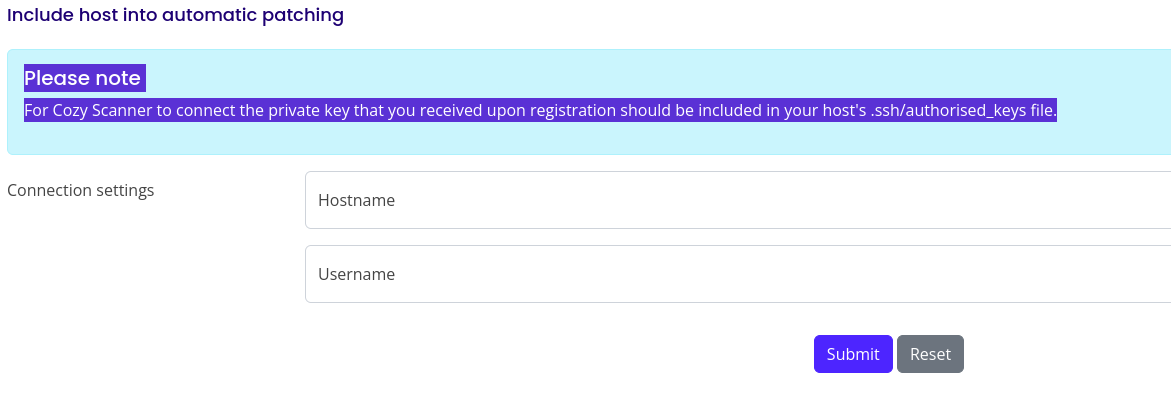 Include host into automatic patching
Please note
For Cozy Scanner to connect the private key that you received upon registration should be included in your host's .ssh/authorised_keys file.
Connection settings
Hostname
Username
Submit Reset